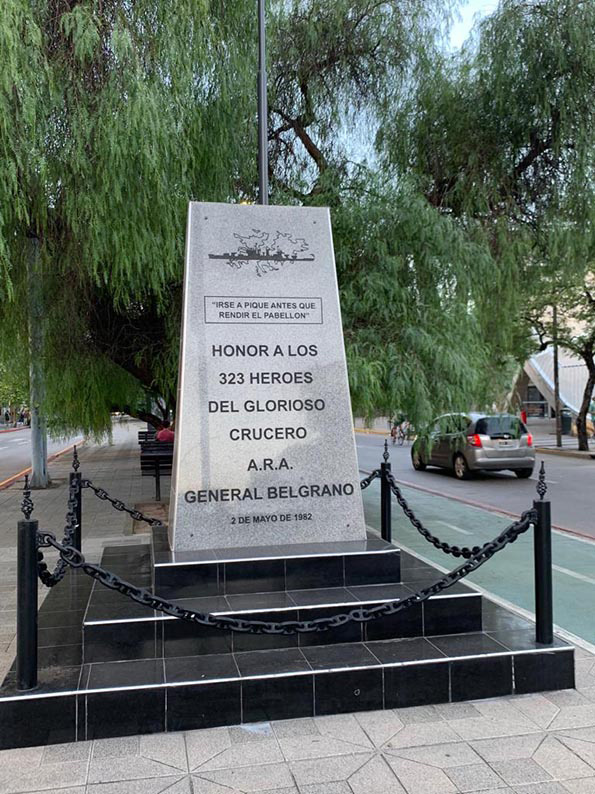 "IRSE A PIQUE ANTES QUE
RENDIR EL PABELLON"
HONOR A LOS
323 HEROES
DEL GLORIOSO
CRUCERO
A.R.A.
GENERAL BELGRANO
2 DE MAYO DE 1982